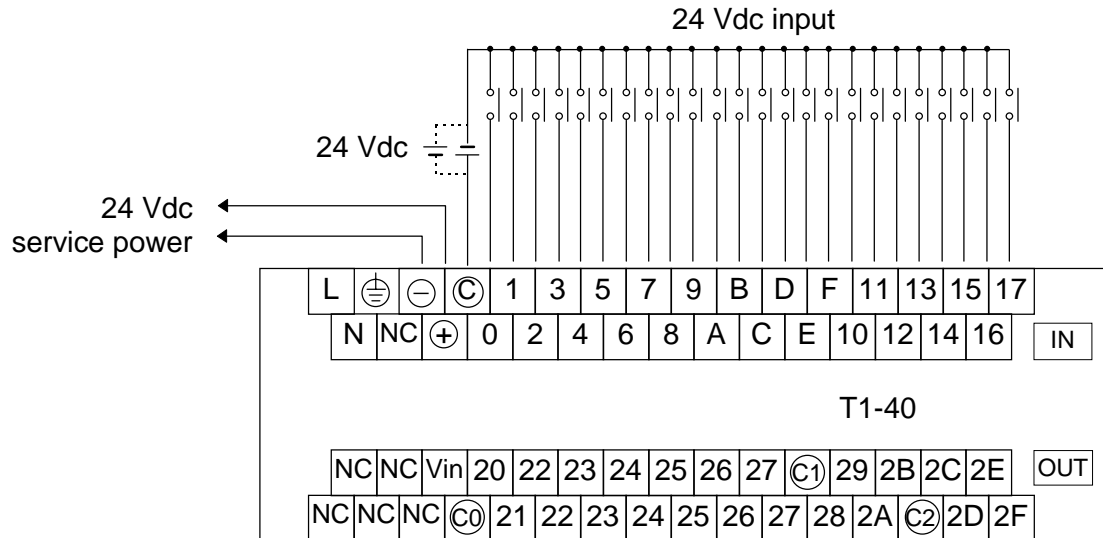 24 Vdc input
24 Vdc
24 Vdc
service power
L − C 1 3 5 7 9 B D F 11 13 15 17
N NC + 0 2 4 6 8 A C E 10 12 14 16 IN
T1-40
NC NC Vin 20 22 23 24 25 26 27 C1 29 2B 2C 2E OUT
NC NC NC C0 21 22 23 24 25 26 27 28 2A C2 2D 2F